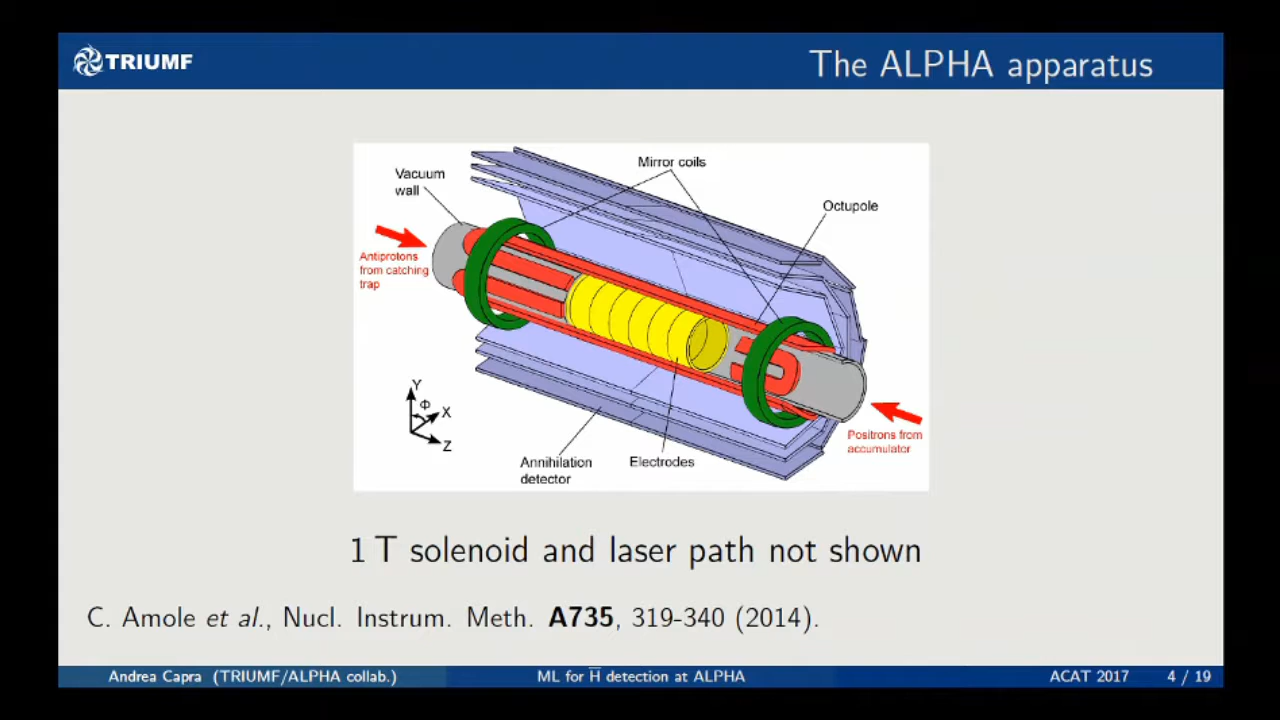 TRIUMF
The ALPHA apparatus
Mirror coils
Vacuum
wall
Octupole
Antiprotons
from catching
trap
Y
Φ
X
Z
Positrons from
accumulator
Annihilation
detector
Electrodes
1 T solenoid and laser path not shown
C. Amole et al., Nucl. Instrum. Meth. A735, 319-340 (2014).
Andrea Capra (TRIUMF/ALPHA collab.) ML for H̅ detection at ALPHA ACAT 2017 4 / 19